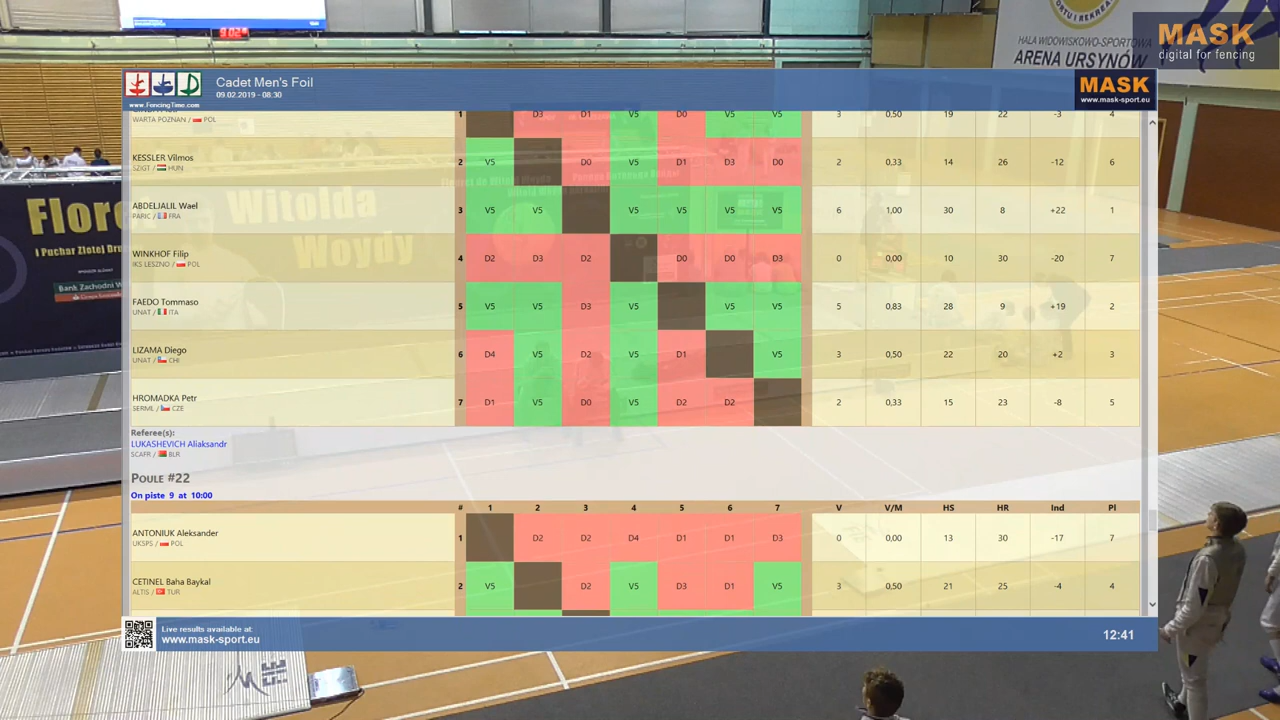 9:02
MASK
digital for fencing
HALA WIDOWISKOWO-SPORTOWA
ARENA URSYNÓW
Cadet Men's Foil
09.02.2019 - 08:30
www.FencingTime.com
MASK
www.mask-sport.eu
1 D3 D1 V5 D0 V5 V5 3 0,50 19 22 -3 4
WARTA POZNAN / POL
KESSLER Vilmos
SZIGT / HUN
2 V5 D0 V5 D1 D3 D0 2 0,33 14 26 -12 6
ABDELJALIL Wael
PARIC / FRA
3 V5 V5 V5 V5 V5 V5 6 1,00 30 8 +22 1
WINKHOF Filip
IKS LESZNO / POL
4 D2 D3 D2 D0 D0 D3 0 0,00 10 30 -20 7
FAEDO Tommaso
UNAT / ITA
5 V5 V5 D3 V5 V5 V5 5 0,83 28 9 +19 2
LIZAMA Diego
UNAT / CHI
6 D4 V5 D2 V5 D1 V5 3 0,50 22 20 +2 3
HROMADKA Petr
SERML / CZE
7 D1 V5 D0 V5 D2 D2 2 0,33 15 23 -8 5
Referee(s):
LUKASHEVICH Aliaksandr
SCAFR / BLR
POULE #22
On piste 9 at 10:00
# 1 2 3 4 5 6 7 V V/M HS HR Ind Pl
ANTONIUK Aleksander
UKSPS / POL
1 D2 D2 D4 D1 D1 D3 0 0,00 13 30 -17 7
CETINEL Baha Baykal
ALTIS / TUR
2 V5 D2 V5 D3 D1 V5 3 0,50 21 25 -4 4
Live results available at:
www.mask-sport.eu
12:41
Witolda
Woydy
Bank Zachodni